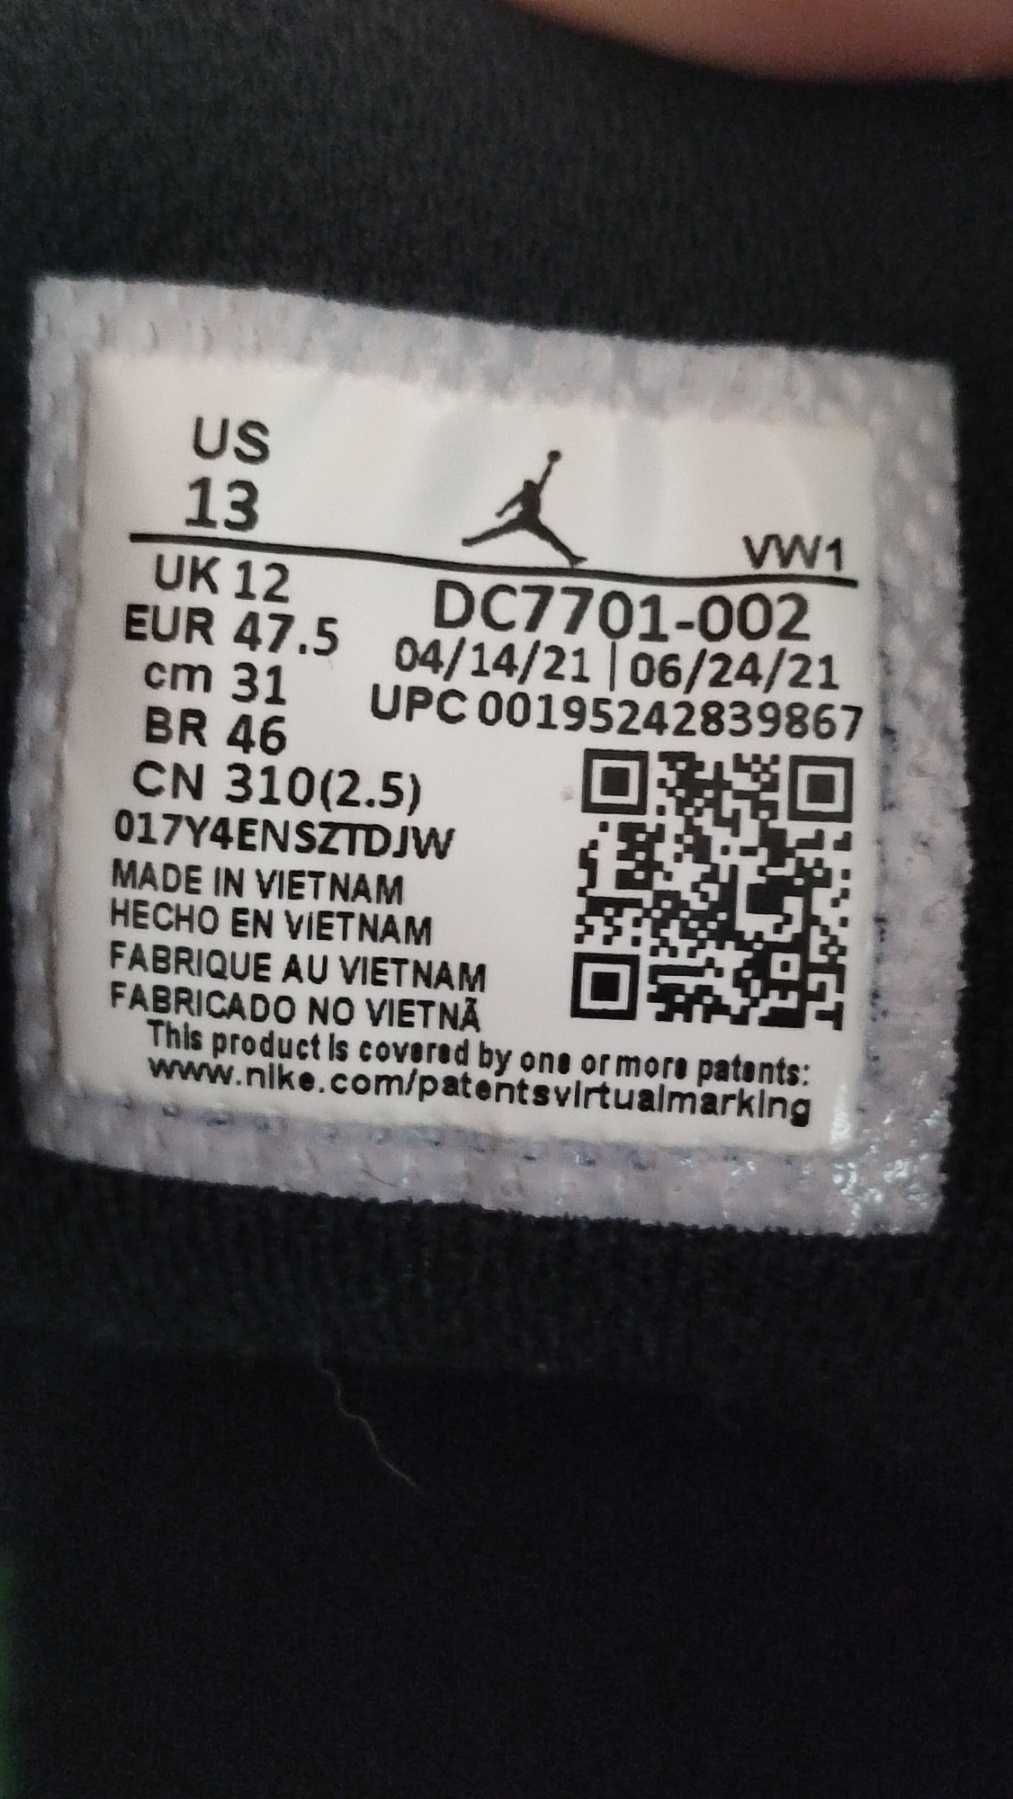 US
13
VW1
UK 12
DC7701-002
EUR 47.5
04/14/21 | 06/24/21
cm 31
UPC 00195242839867
BR 46
CN 310(2.5)
017Y4ENSZTDJW
MADE IN VIETNAM
HECHO EN VIETNAM
FABRIQUE AU VIETNAM
FABRICADO NO VIETNÃ
This product is covered by one or more patents:
www.nike.com/patentsvirtualmarking